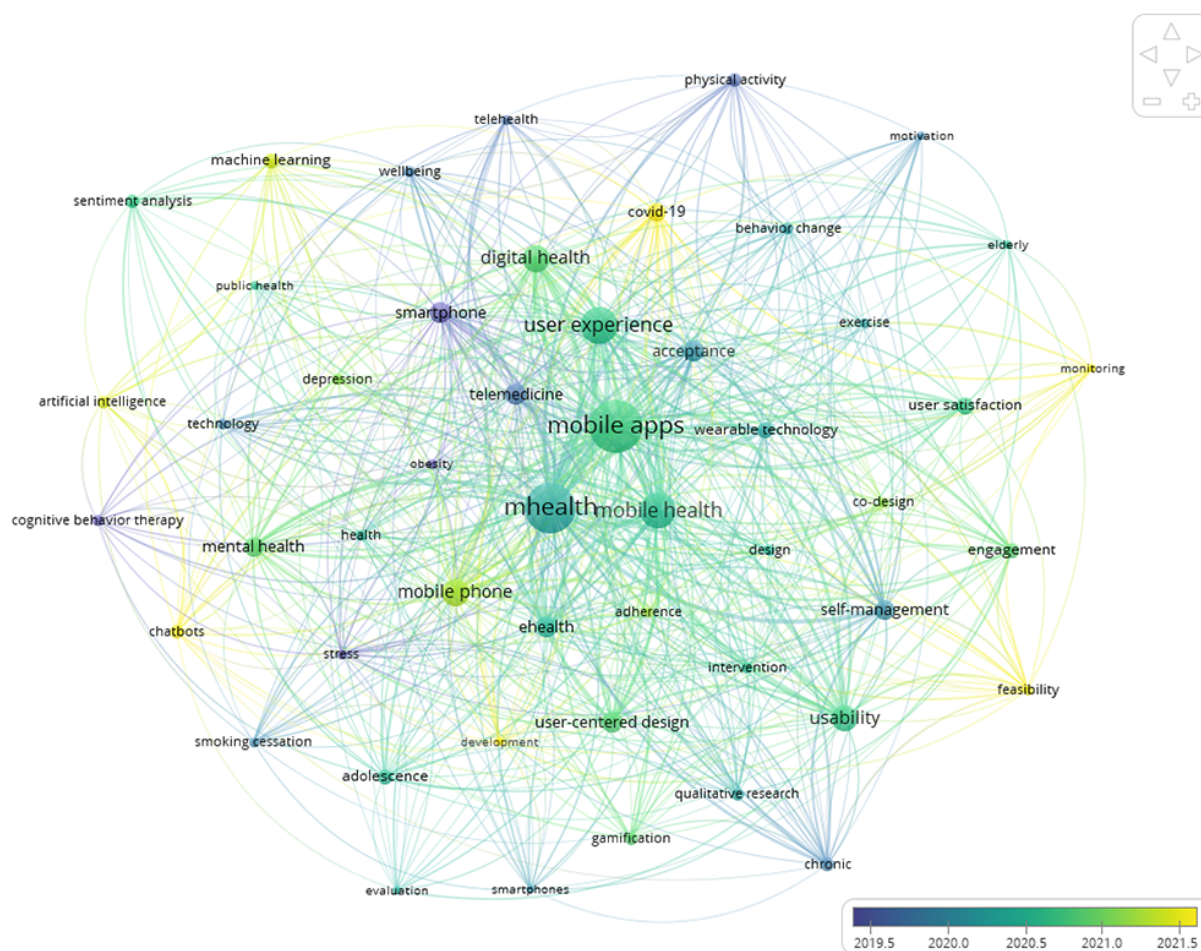 physical activity
telehealth
motivation
machine learning
wellbeing
sentiment analysis
covid-19
behavior change
elderly
digital health
public health
smartphone
user experience
exercise
acceptance
monitoring
depression
telemedicine
artificial intelligence
user satisfaction
technology
mobile apps
wearable technology
obesity
co-design
mhealth
mobile health
cognitive behavior therapy
health
mental health
design
engagement
mobile phone
adherence
self-management
ehealth
chatbots
stress
intervention
feasibility
user-centered design
usability
smoking cessation
development
adolescence
qualitative research
gamification
chronic
evaluation
smartphones
2019.5 2020.0 2020.5 2021.0 2021.5